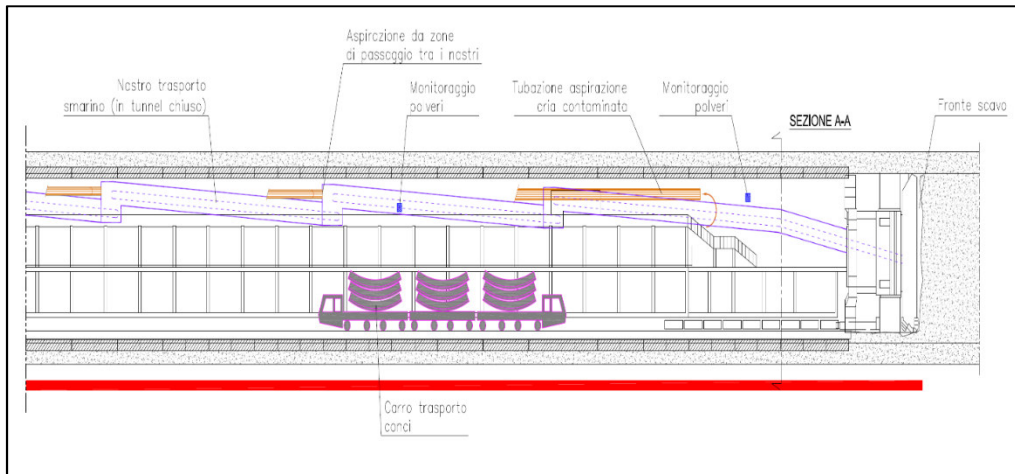 Aspirazione da zone
di passaggio tra i nastri
Nastro trasporto
smarino (in tunnel chiuso)
Monitoraggio
polveri
Tubazione aspirazione
aria contaminata
Monitoraggio
polveri
SEZIONE A-A
Fronte scavo
Carro trasporto
conci